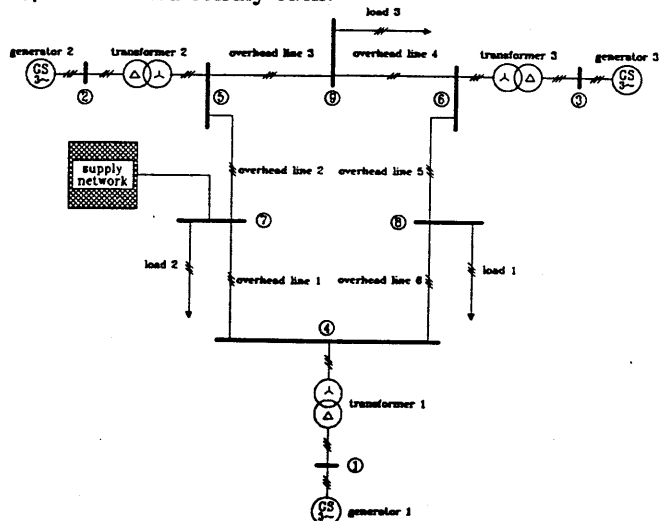 load 3
generator 2
transformer 2
overhead line 3
overhead line 4
transformer 3
generator 3
GS
3~
②
⑤
⑨
⑥
③
GS
3~
supply
network
overhead line 2
overhead line 5
⑦
⑧
load 2
overhead line 1
overhead line 6
load 1
④
transformer 1
①
GS
3~
generator 1